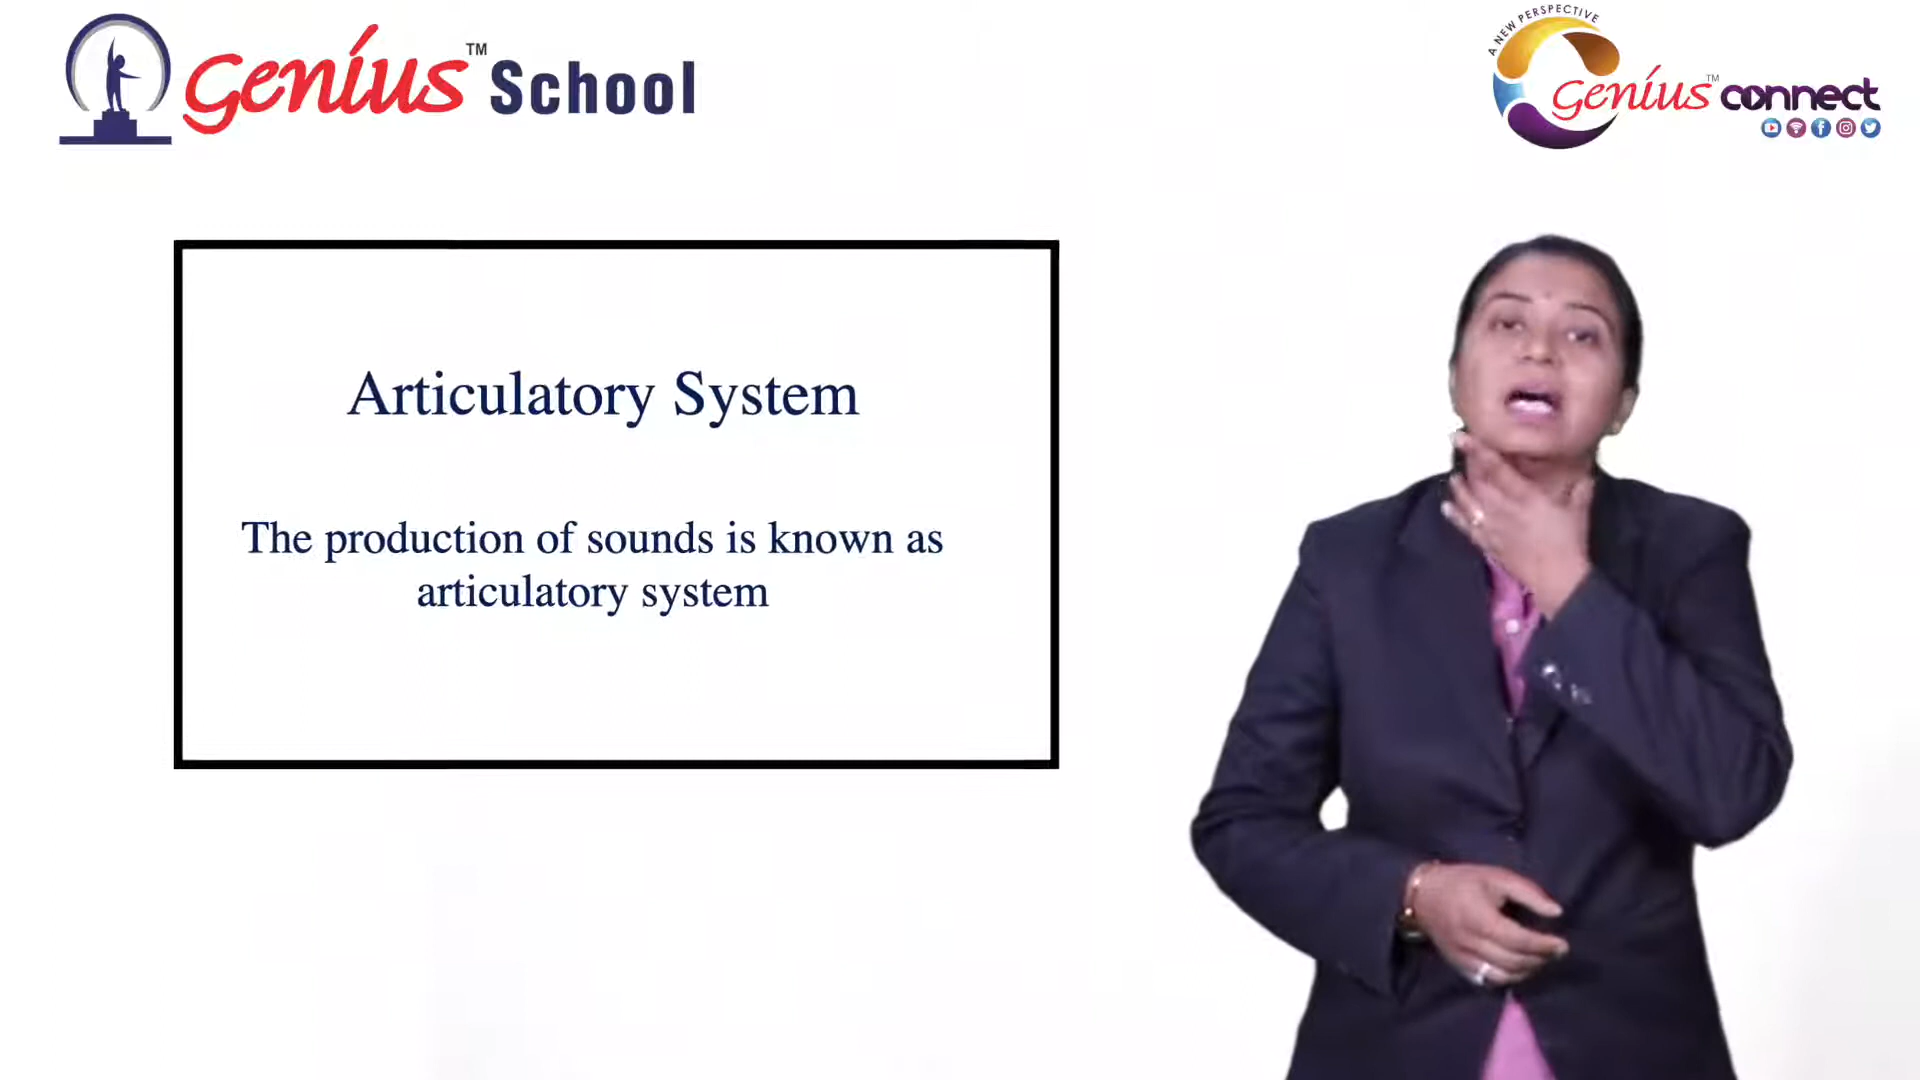 Genius™ School
A NEW PERSPECTIVE
Genius™ connect
Articulatory System
The production of sounds is known as
articulatory system